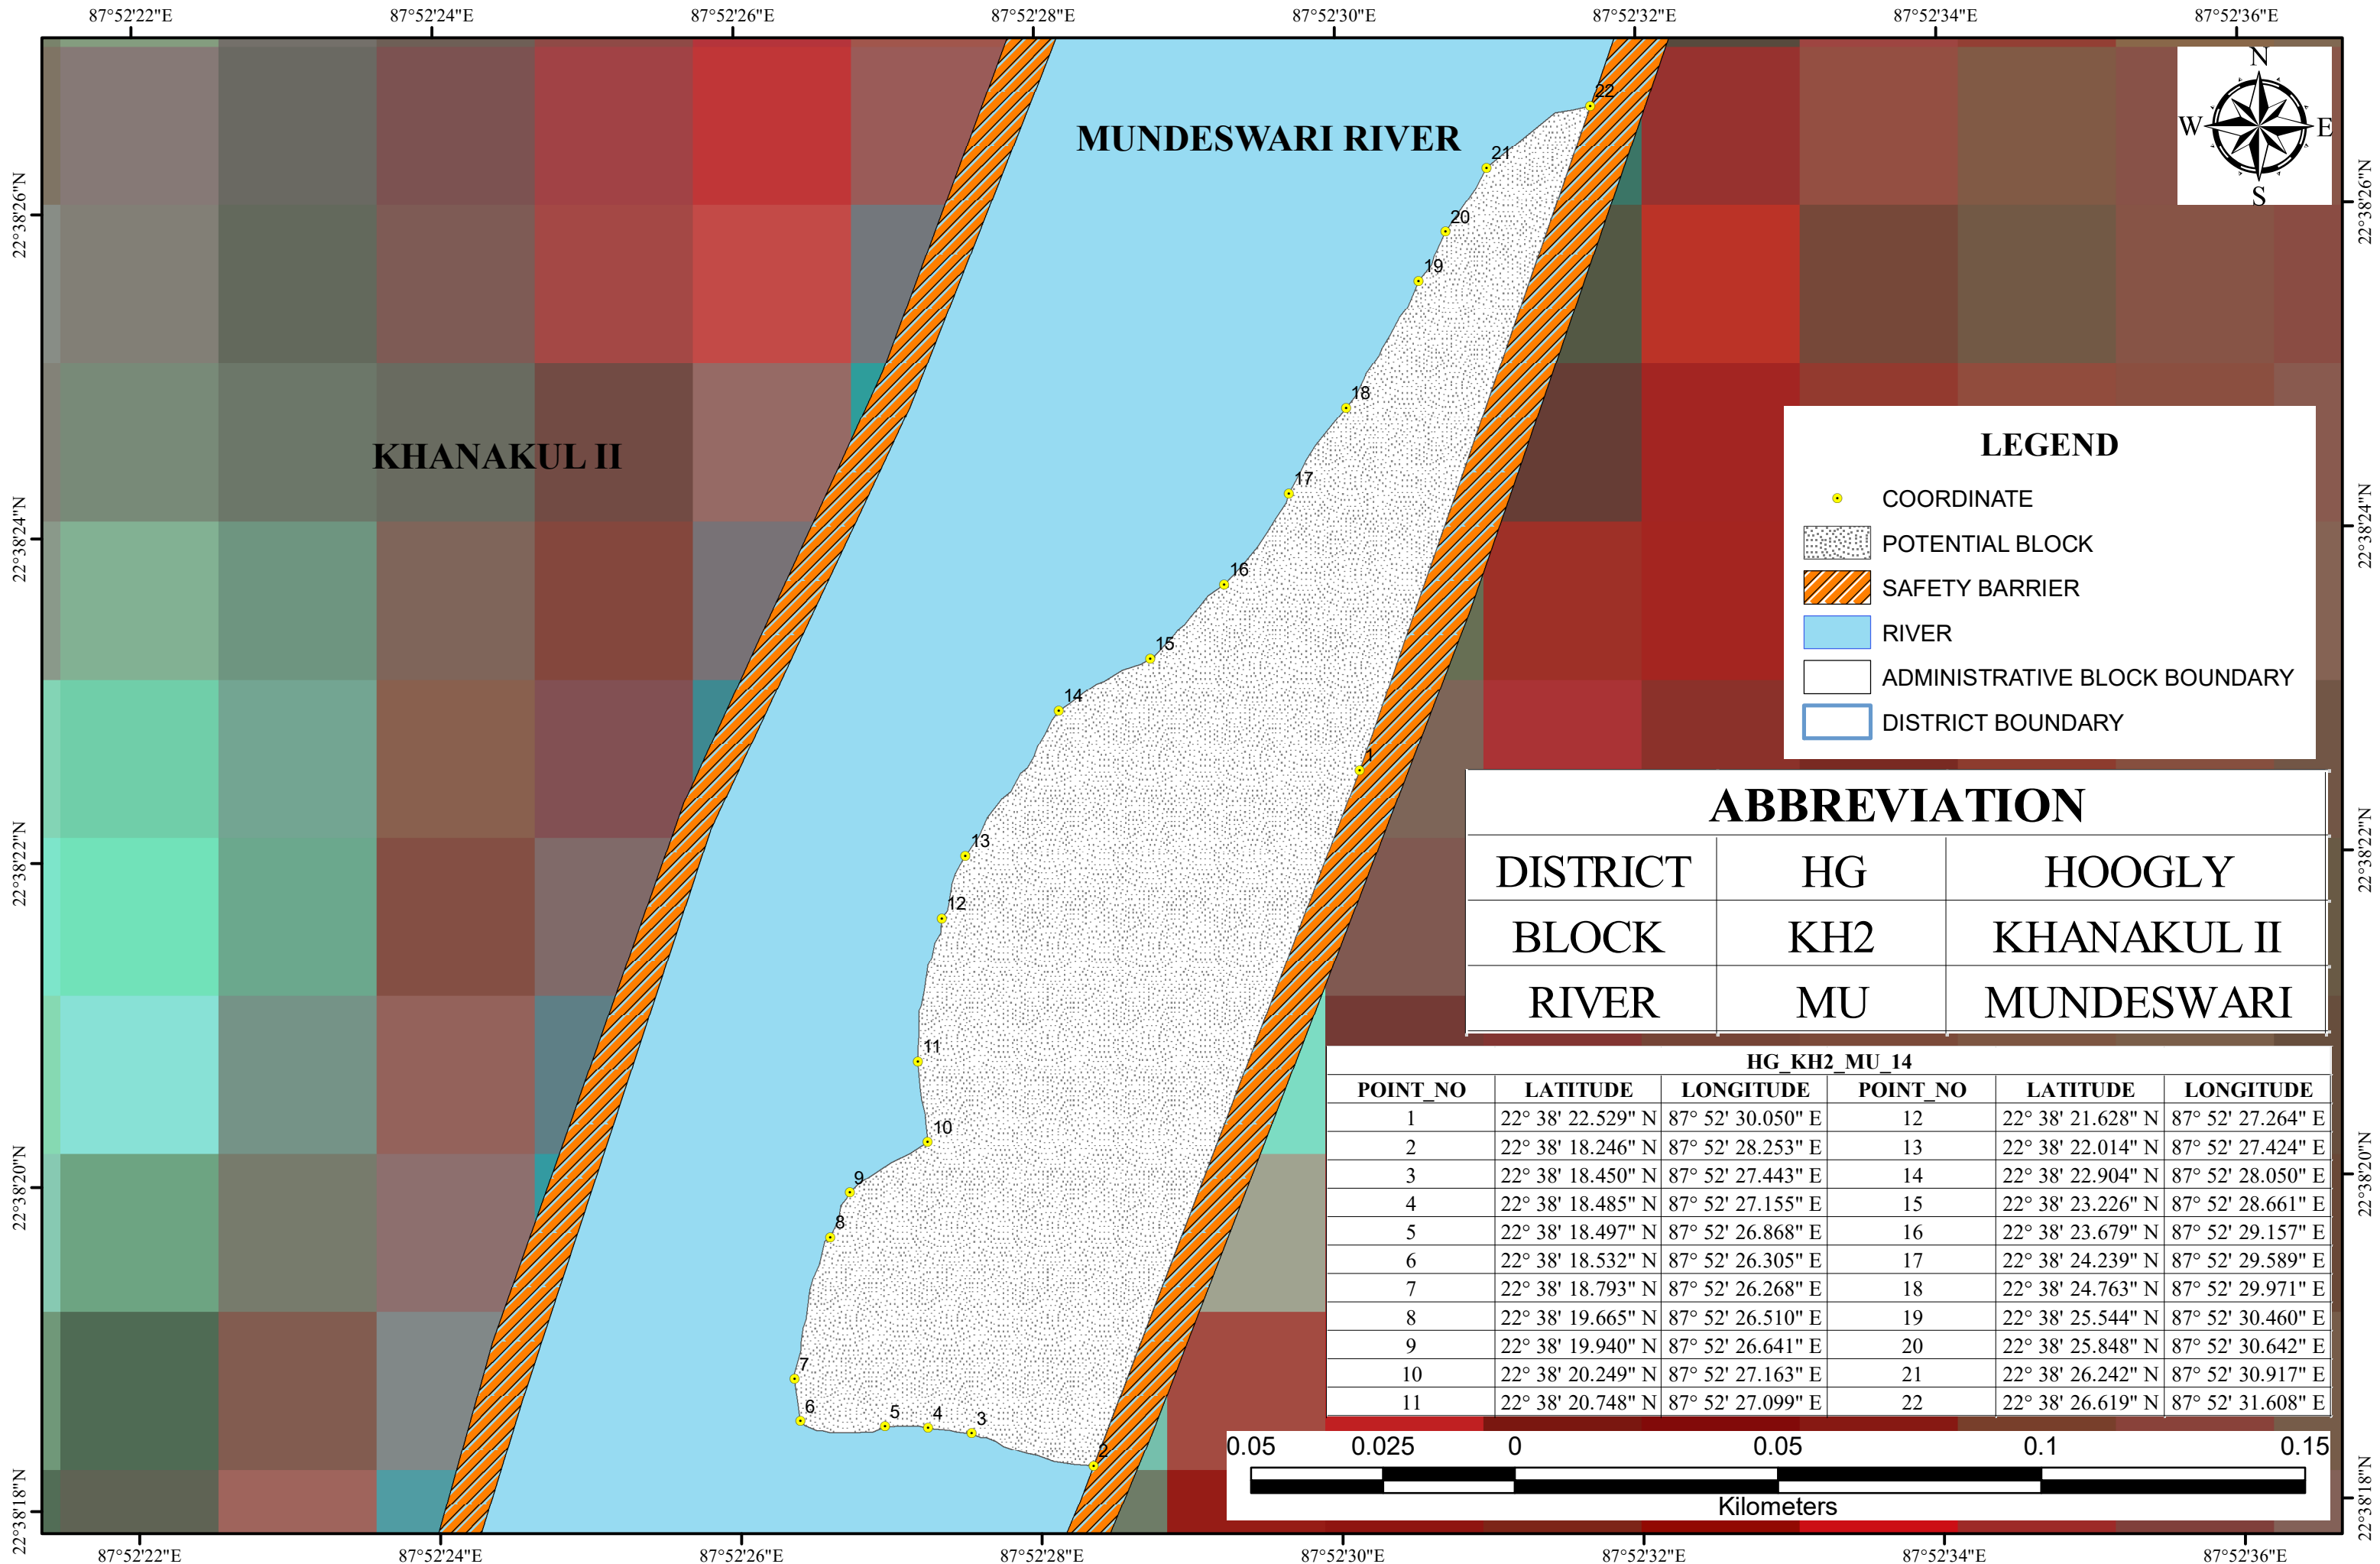 87°52'22"E 87°52'24"E 87°52'26"E 87°52'28"E 87°52'30"E 87°52'32"E 87°52'34"E 87°52'36"E
N
W E
S
MUNDESWARI RIVER
KHANAKUL II
22
21
20
19
18
17
16
15
14
1
13
12
11
10
9
8
7
6
5
4
3
2
22°38'26"N
22°38'24"N
22°38'22"N
22°38'20"N
22°38'18"N
22°38'26"N
22°38'24"N
22°38'22"N
22°38'20"N
22°38'18"N
LEGEND
COORDINATE
POTENTIAL BLOCK
SAFETY BARRIER
RIVER
ADMINISTRATIVE BLOCK BOUNDARY
DISTRICT BOUNDARY
ABBREVIATION
DISTRICT HG HOOGLY
BLOCK KH2 KHANAKUL II
RIVER MU MUNDESWARI
HG_KH2_MU_14
POINT_NO LATITUDE LONGITUDE POINT_NO LATITUDE LONGITUDE
1 22° 38' 22.529" N 87° 52' 30.050" E 12 22° 38' 21.628" N 87° 52' 27.264" E
2 22° 38' 18.246" N 87° 52' 28.253" E 13 22° 38' 22.014" N 87° 52' 27.424" E
3 22° 38' 18.450" N 87° 52' 27.443" E 14 22° 38' 22.904" N 87° 52' 28.050" E
4 22° 38' 18.485" N 87° 52' 27.155" E 15 22° 38' 23.226" N 87° 52' 28.661" E
5 22° 38' 18.497" N 87° 52' 26.868" E 16 22° 38' 23.679" N 87° 52' 29.157" E
6 22° 38' 18.532" N 87° 52' 26.305" E 17 22° 38' 24.239" N 87° 52' 29.589" E
7 22° 38' 18.793" N 87° 52' 26.268" E 18 22° 38' 24.763" N 87° 52' 29.971" E
8 22° 38' 19.665" N 87° 52' 26.510" E 19 22° 38' 25.544" N 87° 52' 30.460" E
9 22° 38' 19.940" N 87° 52' 26.641" E 20 22° 38' 25.848" N 87° 52' 30.642" E
10 22° 38' 20.249" N 87° 52' 27.163" E 21 22° 38' 26.242" N 87° 52' 30.917" E
11 22° 38' 20.748" N 87° 52' 27.099" E 22 22° 38' 26.619" N 87° 52' 31.608" E
0.05 0.025 0 0.05 0.1 0.15
Kilometers
87°52'22"E 87°52'24"E 87°52'26"E 87°52'28"E 87°52'30"E 87°52'32"E 87°52'34"E 87°52'36"E